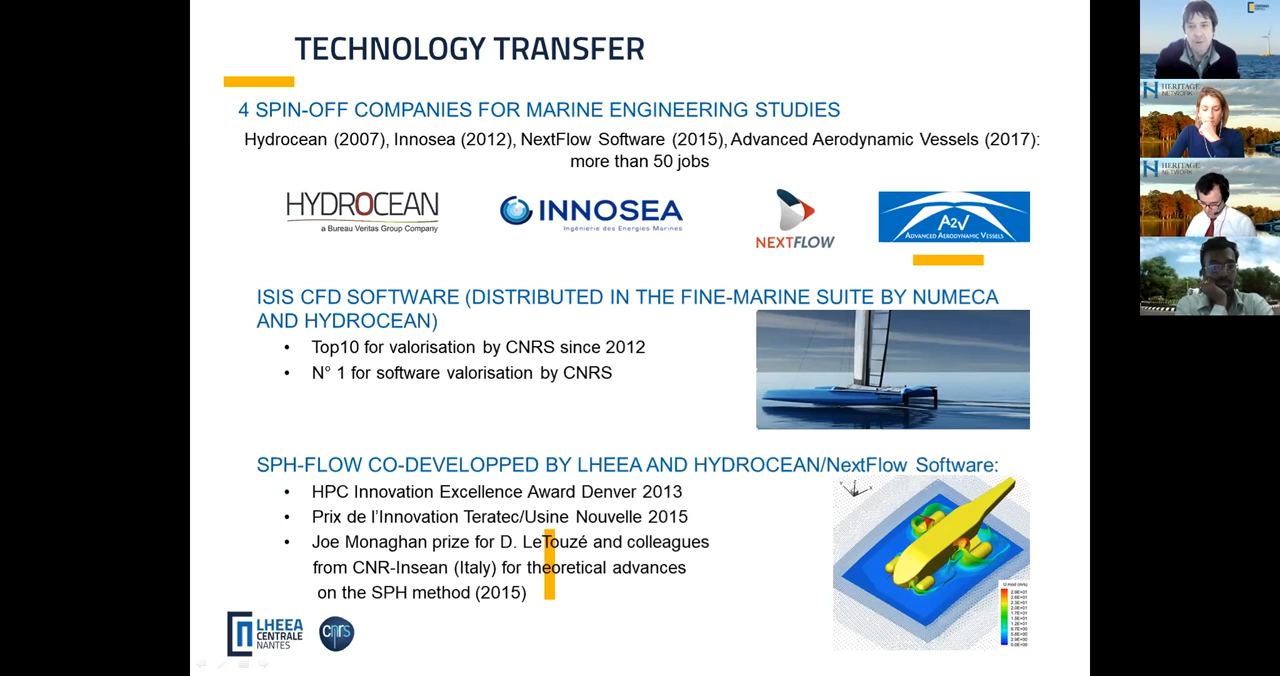 TECHNOLOGY TRANSFER
4 SPIN-OFF COMPANIES FOR MARINE ENGINEERING STUDIES
Hydrocean (2007), Innosea (2012), NextFlow Software (2015), Advanced Aerodynamic Vessels (2017):
more than 50 jobs
HYDROCEAN
a Bureau Veritas Group Company
INNOSEA
Ingénierie des Energies Marines
NEXTFLOW
A2V
ADVANCED AERODYNAMIC VESSELS
ISIS CFD SOFTWARE (DISTRIBUTED IN THE FINE-MARINE SUITE BY NUMECA
AND HYDROCEAN)
• Top10 for valorisation by CNRS since 2012
• N° 1 for software valorisation by CNRS
SPH-FLOW CO-DEVELOPPED BY LHEEA AND HYDROCEAN/NextFlow Software:
• HPC Innovation Excellence Award Denver 2013
• Prix de l'Innovation Teratec/Usine Nouvelle 2015
• Joe Monaghan prize for D. LeTouzé and colleagues
from CNR-Insean (Italy) for theoretical advances
on the SPH method (2015)
LHEEA
CENTRALE
NANTES
cnrs
HERITAGE
NETWORK
HERITAGE
NETWORK